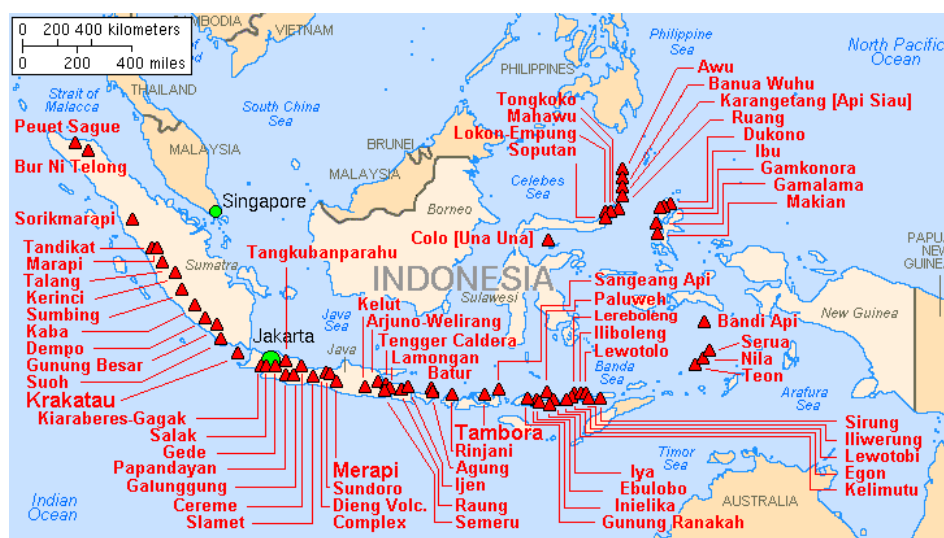 0 200 400 kilometers
0 200 400 miles
CAMBODIA
VIETNAM
THAILAND
Strait of
Malacca
South China
Sea
PHILIPPINES
Philippine
Sea
North Pacific
Ocean
Awu
Banua Wuhu
Karangetang [Api Siau]
Ruang
Dukono
Ibu
Gamkonora
Gamalama
Makian
Tongkoko
Mahawu
Lokon-Empung
Soputan
Peuet Sague
Bur Ni Telong
MALAYSIA
BRUNEI
MALAYSIA
Celebes
Sea
Singapore
Borneo
Sorikmarapi
Colo [Una Una]
PAPUA
NEW
GUINEA
Tandikat
Marapi
Talang
Kerinci
Sumbing
Kaba
Dempo
Gunung Besar
Suoh
Krakatau
Sumatra
Tangkubanparahu
INDONESIA
Sulawesi
Sangeang Api
Paluweh
Lereboleng
Iliboleng
Lewotolo
Banda
Sea
New Guinea
Bandi Api
Serua
Nila
Teon
Arafura
Sea
Jakarta
Java
Sea
Java
Kelut
Arjuno-Welirang
Tengger Caldera
Lamongan
Batur
Kiaraberes-Gagak
Salak
Gede
Papandayan
Galunggung
Cereme
Slamet
Merapi
Sundoro
Dieng Volc.
Complex
Tambora
Rinjani
Agung
Ijen
Raung
Semeru
Iya
Ebulobo
Inielika
Gunung Ranakah
Timor
Sea
Sirung
Iliwerung
Lewotobi
Egon
Kelimutu
Indian
Ocean
AUSTRALIA